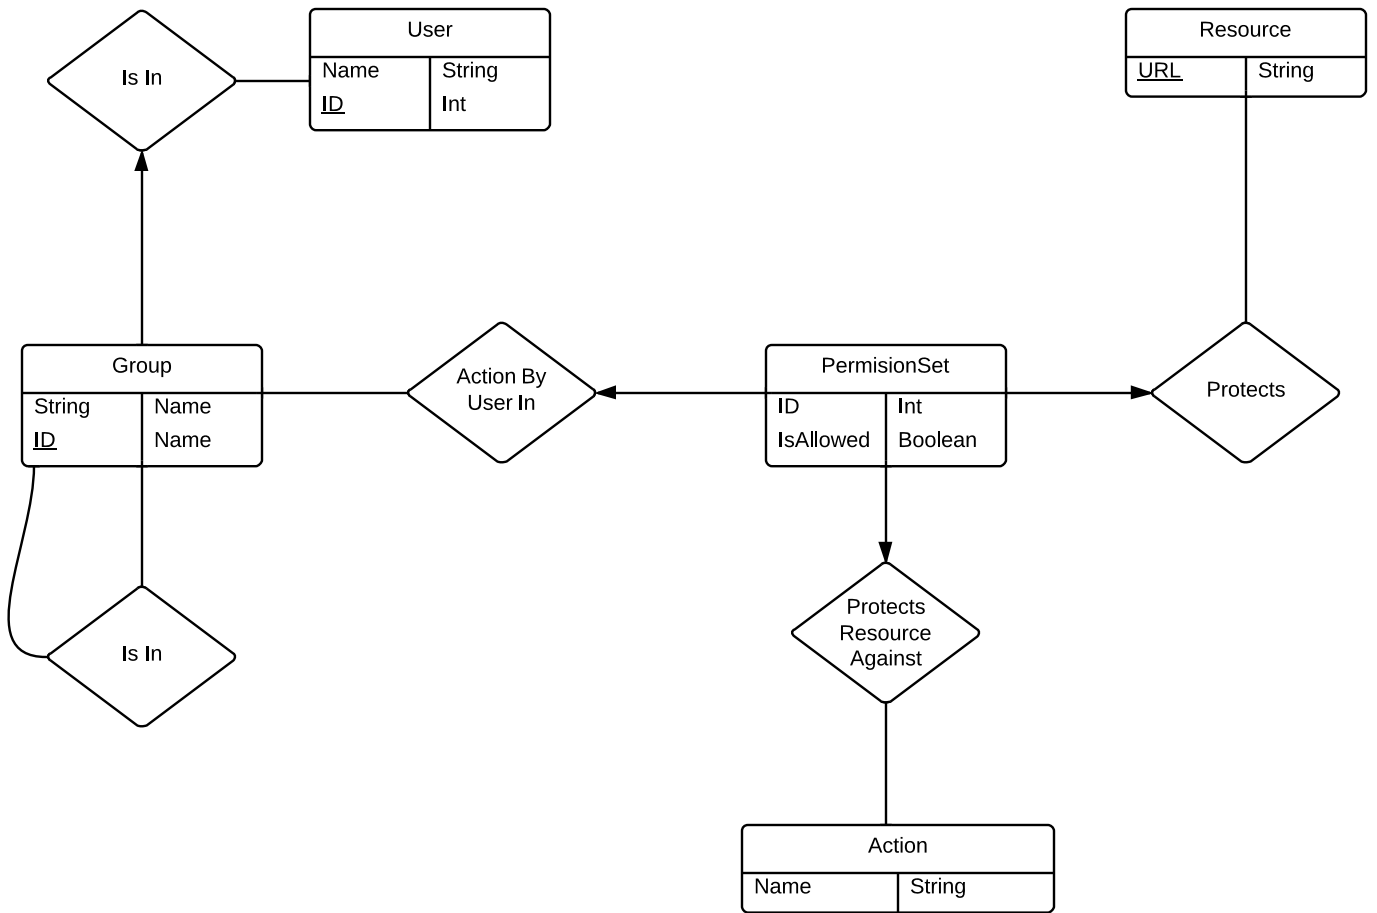 Is In
User
Name String
ID Int
Resource
URL String
Group
String Name
ID Name
Action By
User In
PermisionSet
ID Int
IsAllowed Boolean
Protects
Is In
Protects
Resource
Against
Action
Name String